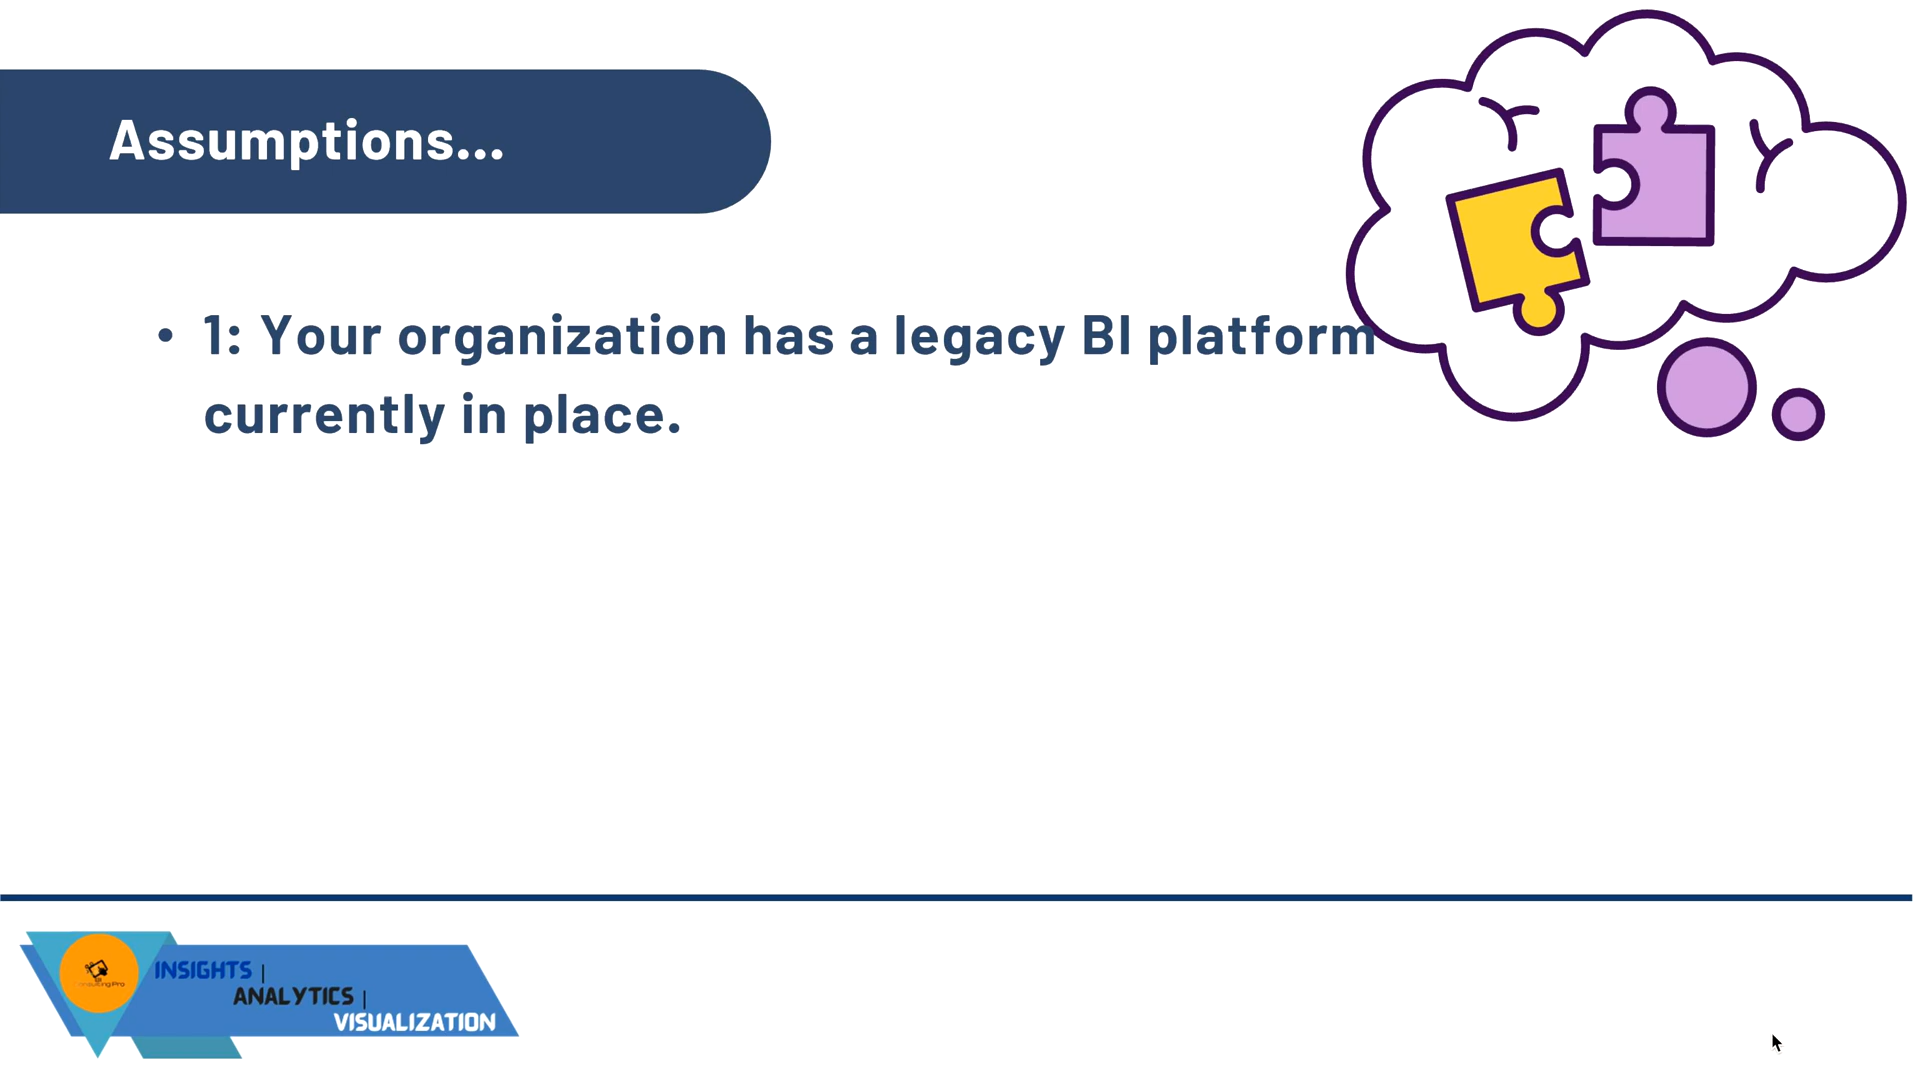 Assumptions...
• 1: Your organization has a legacy BI platform
currently in place.
INSIGHTS |
ANALYTICS |
VISUALIZATION